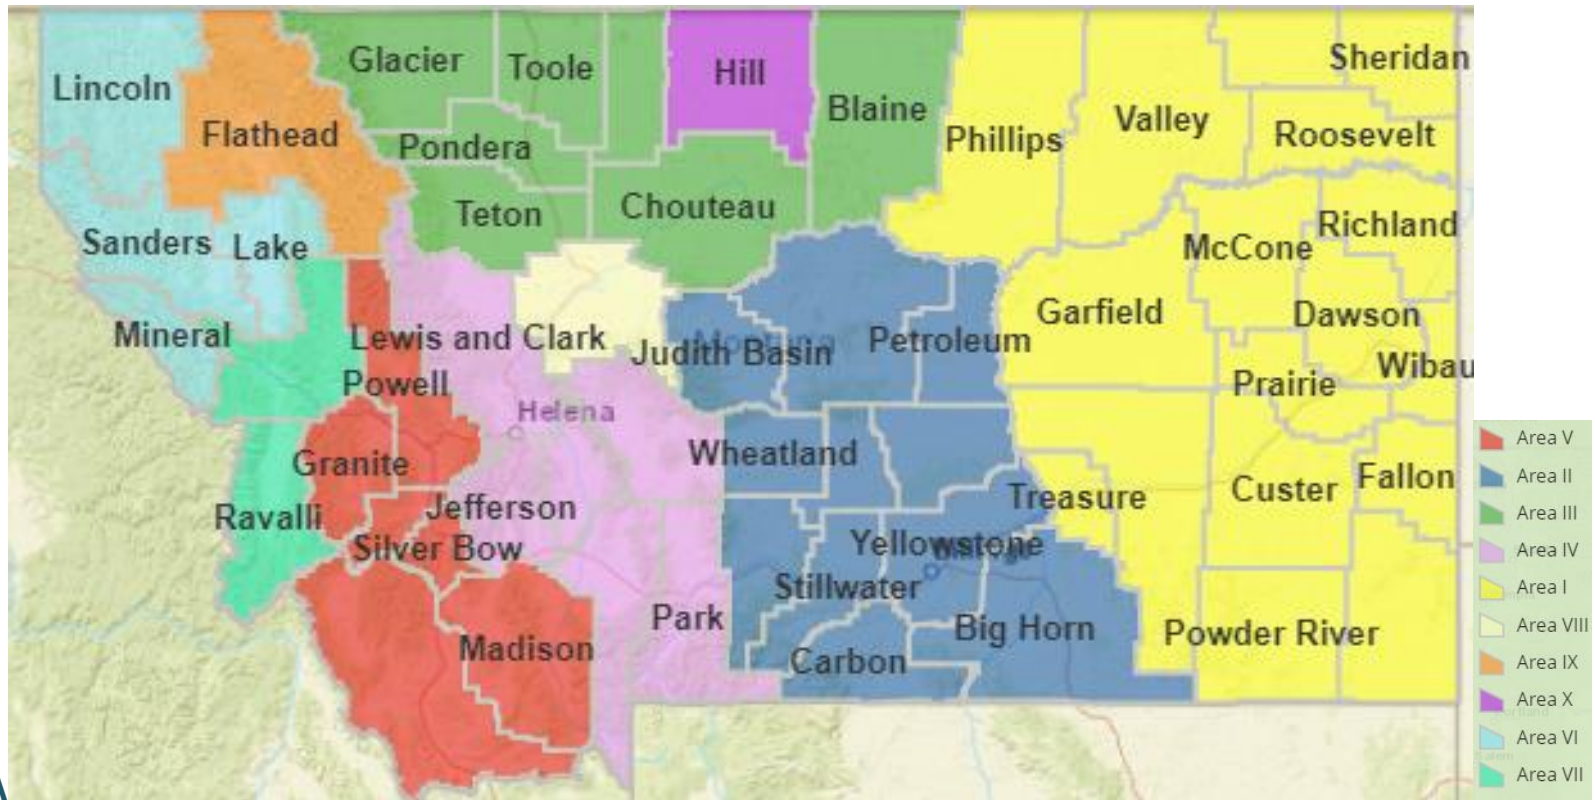 Sheridan
Glacier
Toole
Hill
Lincoln
Blaine
Valley
Flathead
Roosevelt
Phillips
Pondera
Teton
Chouteau
Richland
Sanders
Lake
McCone
Garfield
Dawson
Mineral
Lewis and Clark
Petroleum
Judith Basin
Wibau
Powell
Prairie
Helena
Wheatland
Granite
Fallon
Custer
Treasure
Jefferson
Ravalli
Silver Bow
Yellowstone
Stillwater
Park
Big Horn
Powder River
Madison
Carbon
Area V
Area II
Area III
Area IV
Area I
Area VIII
Area IX
Area X
Area VI
Area VII